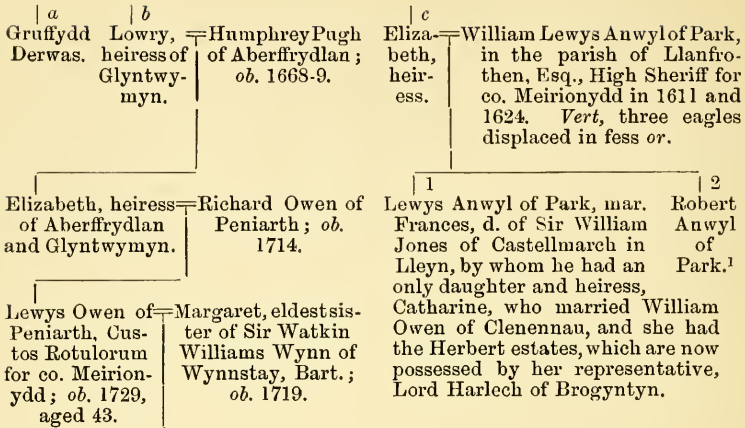 a
Gruffydd
Derwas.
b
Lowry,
heiress of
Glyntwy-
myn.
Humphrey Pugh
of Aberffrydlan ;
ob. 1668-9.
c
Eliza-
beth,
heir-
ess.
William Lewys Anwyl of Park,
in the parish of Llanfro-
then, Esq., High Sheriff for
co. Meirionydd in 1611 and
1624. Vert, three eagles
displaced in fess or.
Elizabeth, heiress
of Aberffrydlan
and Glyntwymyn.
Richard Owen of
Peniarth ; ob.
1714.
1
Lewys Anwyl of Park, mar.
Frances, d. of Sir William
Jones of Castellmarch in
Lleyn, by whom he had an
only daughter and heiress,
Catharine, who married William
Owen of Clenennau, and she had
the Herbert estates, which are now
possessed by her representative,
Lord Harlech of Brogyntyn.
2
Robert
Anwyl
of
Park.¹
Lewys Owen of
Peniarth, Cus-
tos Rotulorum
for co. Meirion-
ydd ; ob. 1729,
aged 43.
Margaret, eldest sis-
ter of Sir Watkin
Williams Wynn of
Wynnstay, Bart. ;
ob. 1719.